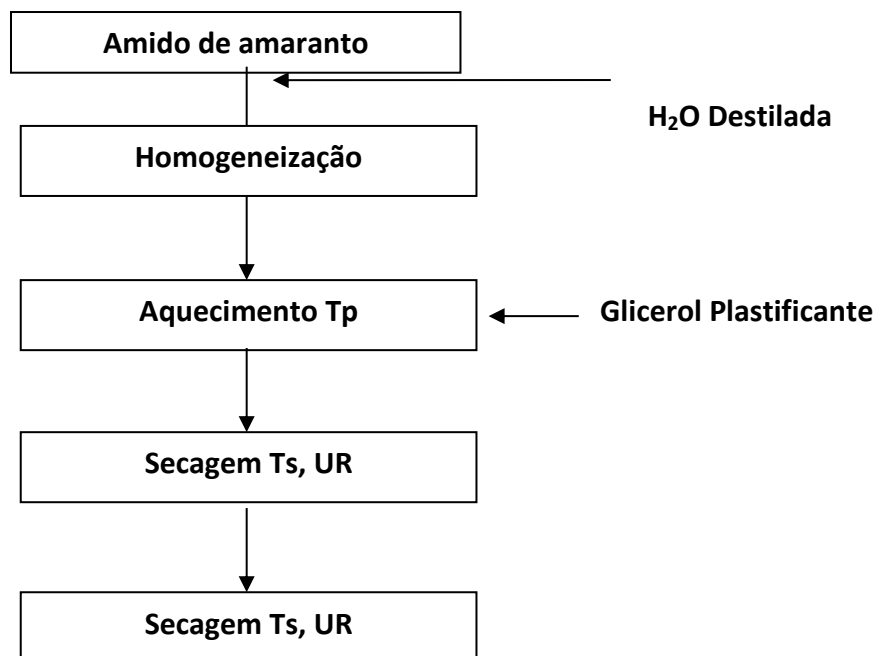 Amido de amaranto
H₂O Destilada
Homogeneização
Aquecimento Tp
Glicerol Plastificante
Secagem Ts, UR
Secagem Ts, UR